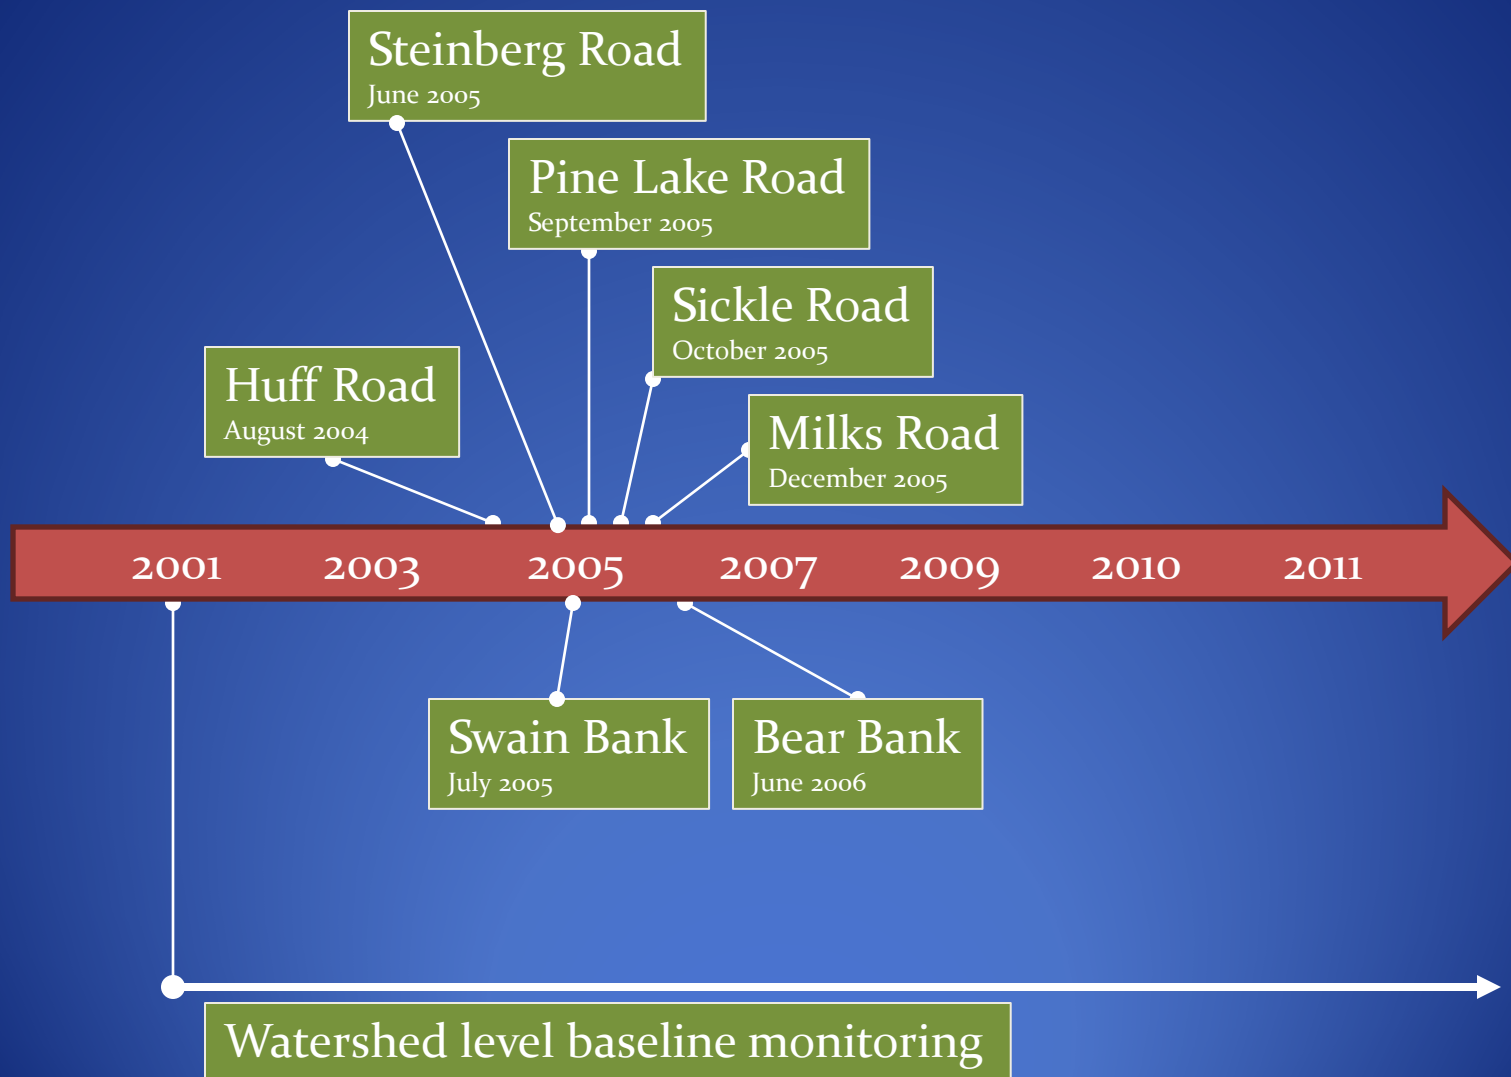 Steinberg Road
June 2005
Pine Lake Road
September 2005
Sickle Road
October 2005
Huff Road
August 2004
Milks Road
December 2005
2001 2003 2005 2007 2009 2010 2011
Swain Bank
July 2005
Bear Bank
June 2006
Watershed level baseline monitoring